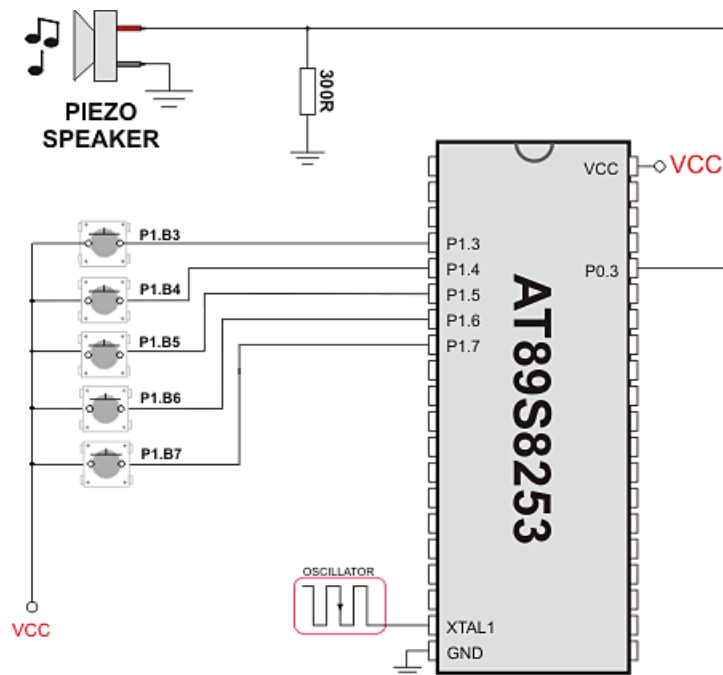 PIEZO
SPEAKER
300R
VCC
VCC
P1.B3
P1.3
P1.B4
P1.4
P0.3
P1.B5
P1.5
P1.B6
P1.6
P1.B7
P1.7
AT89S8253
OSCILLATOR
VCC
XTAL1
GND